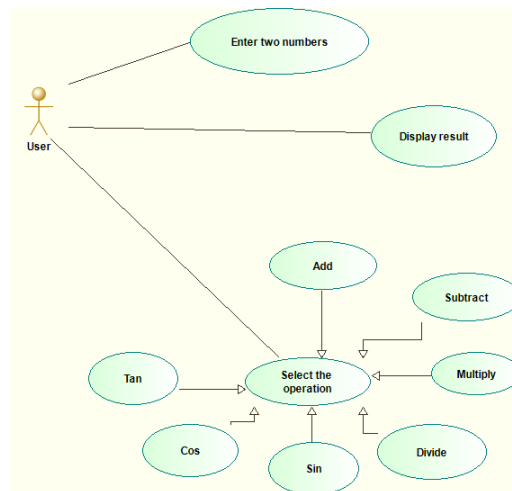 Enter two numbers
User
Display result
Add
Subtract
Tan
Select the
operation
Multiply
Cos
Sin
Divide